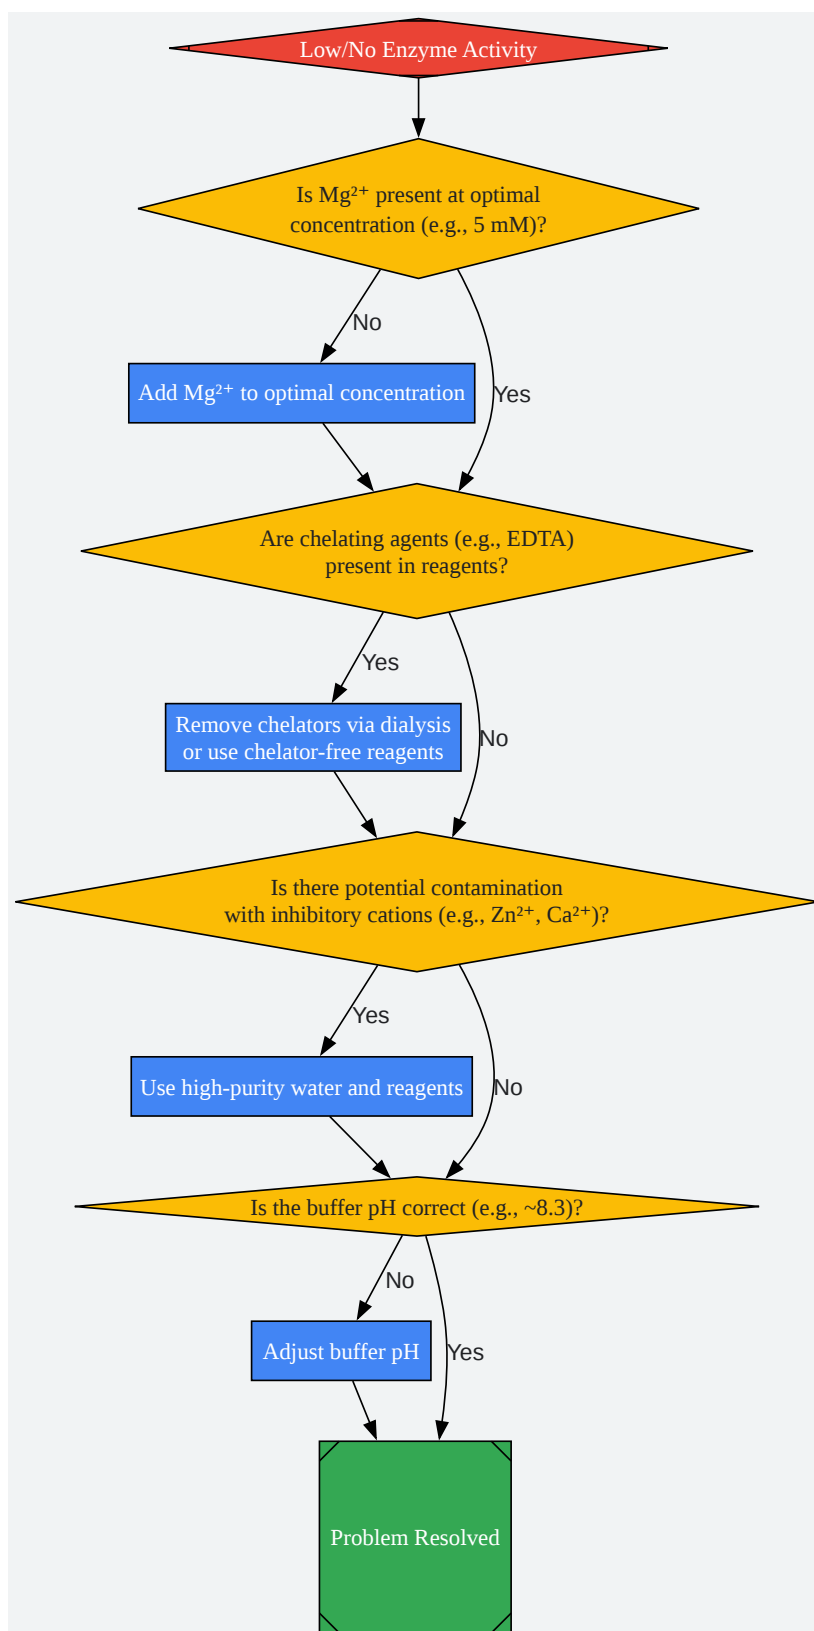 Low/No Enzyme Activity
Is Mg²⁺ present at optimal
concentration (e.g., 5 mM)?
No
Add Mg²⁺ to optimal concentration
Yes
Are chelating agents (e.g., EDTA)
present in reagents?
Yes
Remove chelators via dialysis
or use chelator-free reagents
No
Is there potential contamination
with inhibitory cations (e.g., Zn²⁺, Ca²⁺)?
Yes
Use high-purity water and reagents
No
Is the buffer pH correct (e.g., ~8.3)?
No
Adjust buffer pH
Yes
Problem Resolved